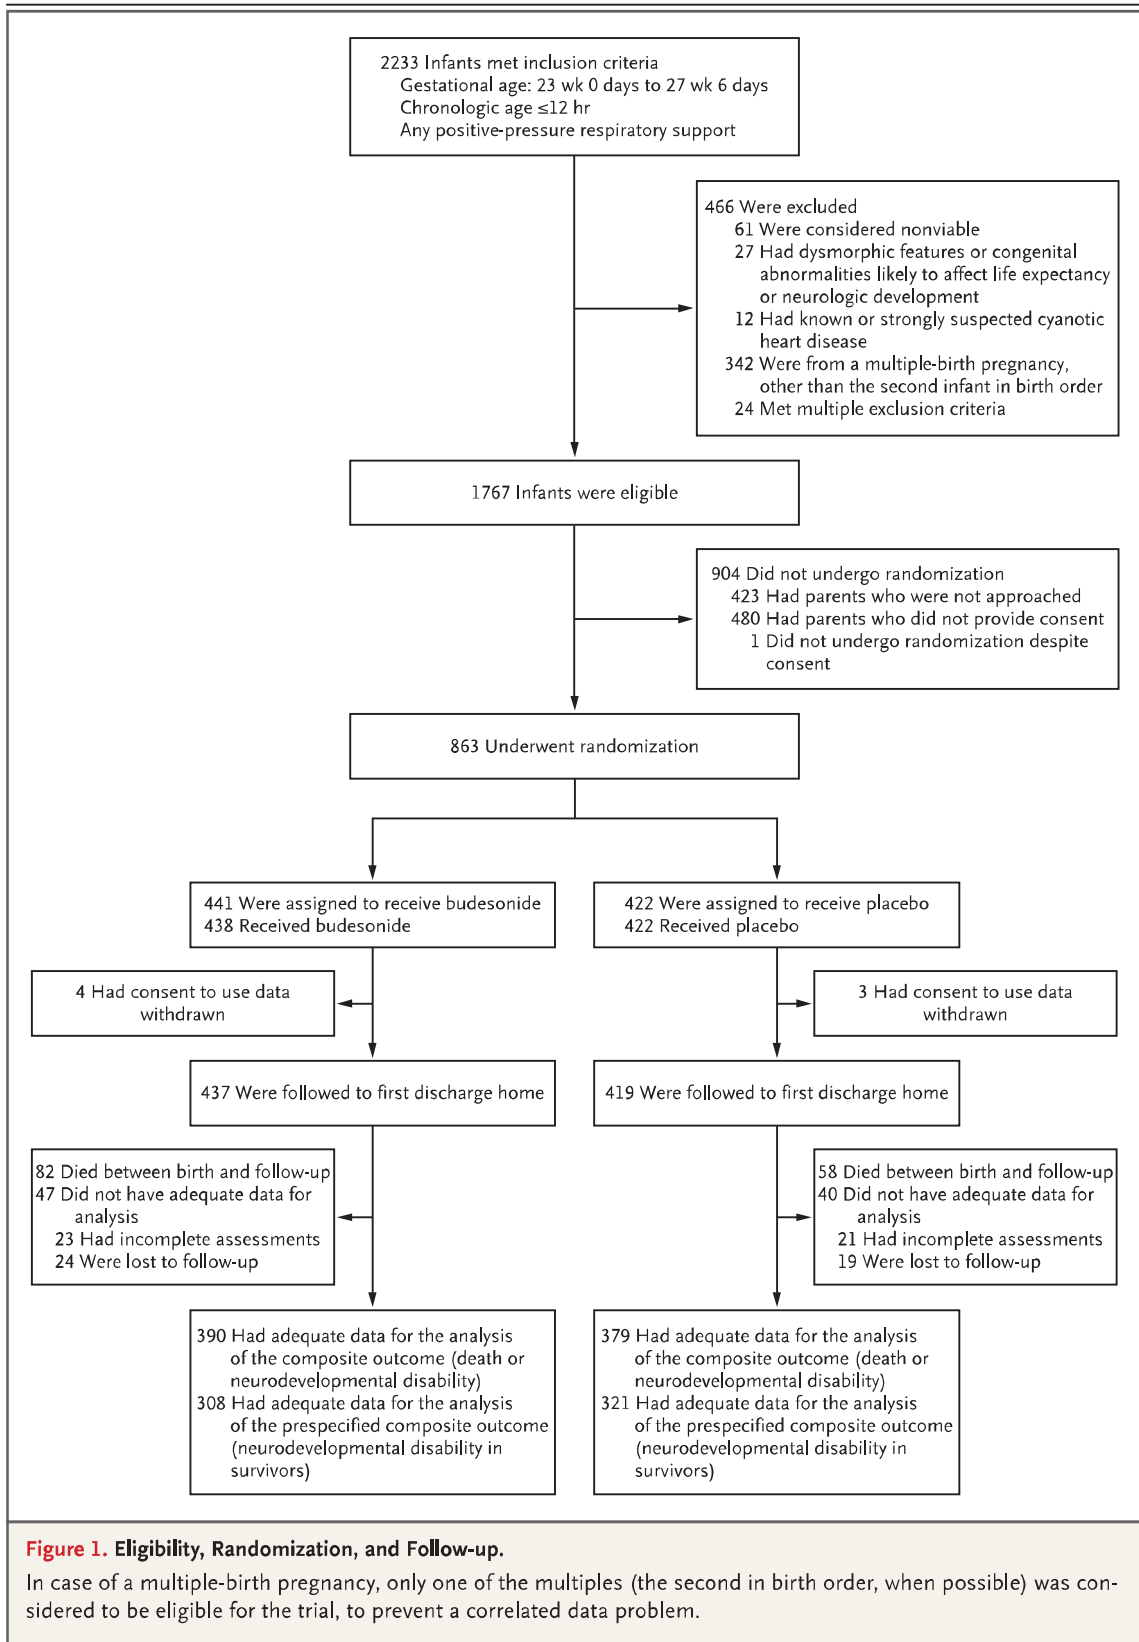 2233 Infants met inclusion criteria
Gestational age: 23 wk 0 days to 27 wk 6 days
Chronologic age ≤12 hr
Any positive-pressure respiratory support
466 Were excluded
61 Were considered nonviable
27 Had dysmorphic features or congenital
abnormalities likely to affect life expectancy
or neurologic development
12 Had known or strongly suspected cyanotic
heart disease
342 Were from a multiple-birth pregnancy,
other than the second infant in birth order
24 Met multiple exclusion criteria
1767 Infants were eligible
904 Did not undergo randomization
423 Had parents who were not approached
480 Had parents who did not provide consent
1 Did not undergo randomization despite
consent
863 Underwent randomization
441 Were assigned to receive budesonide
438 Received budesonide
422 Were assigned to receive placebo
422 Received placebo
4 Had consent to use data
withdrawn
3 Had consent to use data
withdrawn
437 Were followed to first discharge home
419 Were followed to first discharge home
82 Died between birth and follow-up
47 Did not have adequate data for
analysis
23 Had incomplete assessments
24 Were lost to follow-up
58 Died between birth and follow-up
40 Did not have adequate data for
analysis
21 Had incomplete assessments
19 Were lost to follow-up
390 Had adequate data for the analysis
of the composite outcome (death or
neurodevelopmental disability)
308 Had adequate data for the analysis
of the prespecified composite outcome
(neurodevelopmental disability in
survivors)
379 Had adequate data for the analysis
of the composite outcome (death or
neurodevelopmental disability)
321 Had adequate data for the analysis
of the prespecified composite outcome
(neurodevelopmental disability in
survivors)
Figure 1. Eligibility, Randomization, and Follow-up.
In case of a multiple-birth pregnancy, only one of the multiples (the second in birth order, when possible) was con-
sidered to be eligible for the trial, to prevent a correlated data problem.